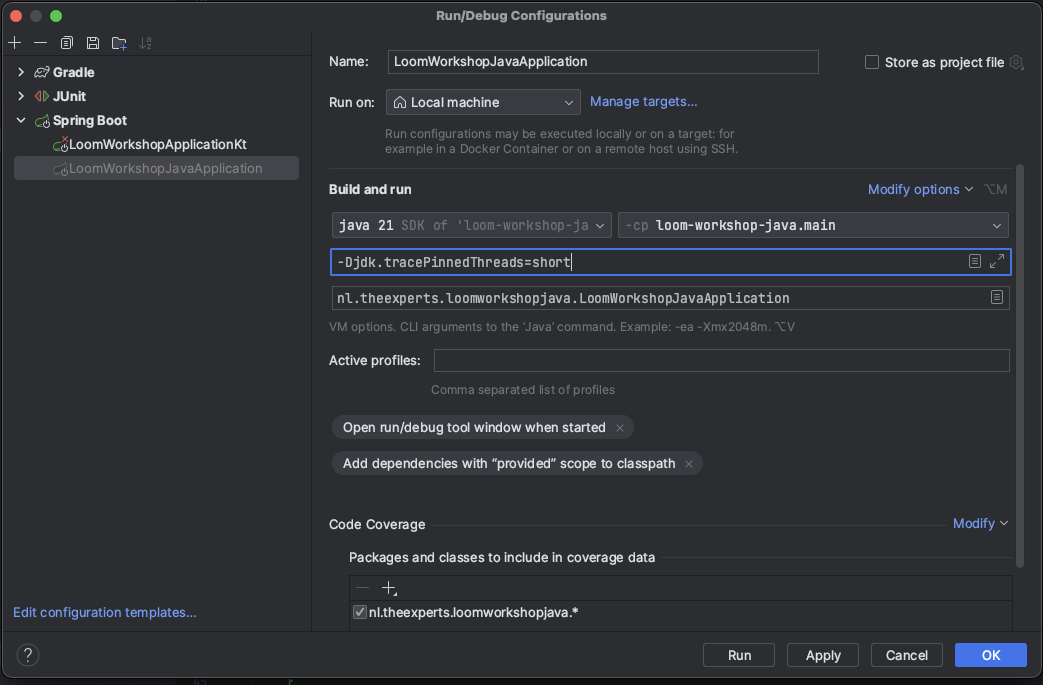 Run/Debug Configurations
Gradle
JUnit
Spring Boot
LoomWorkshopApplicationKt
LoomWorkshopJavaApplication
Edit configuration templates...
Name: LoomWorkshopJavaApplication Store as project file
Run on: Local machine Manage targets...
Run configurations may be executed locally or on a target: for
example in a Docker Container or on a remote host using SSH.
Build and run Modify options ⌥M
java 21 SDK of 'loom-workshop-ja -cp loom-workshop-java.main
-Djdk.tracePinnedThreads=short
nl.theexperts.loomworkshopjava.LoomWorkshopJavaApplication
VM options. CLI arguments to the ‘Java’ command. Example: -ea -Xmx2048m. ⌥V
Active profiles:
Comma separated list of profiles
Open run/debug tool window when started ×
Add dependencies with “provided” scope to classpath ×
Code Coverage Modify
Packages and classes to include in coverage data
nl.theexperts.loomworkshopjava.*
? Run Apply Cancel OK